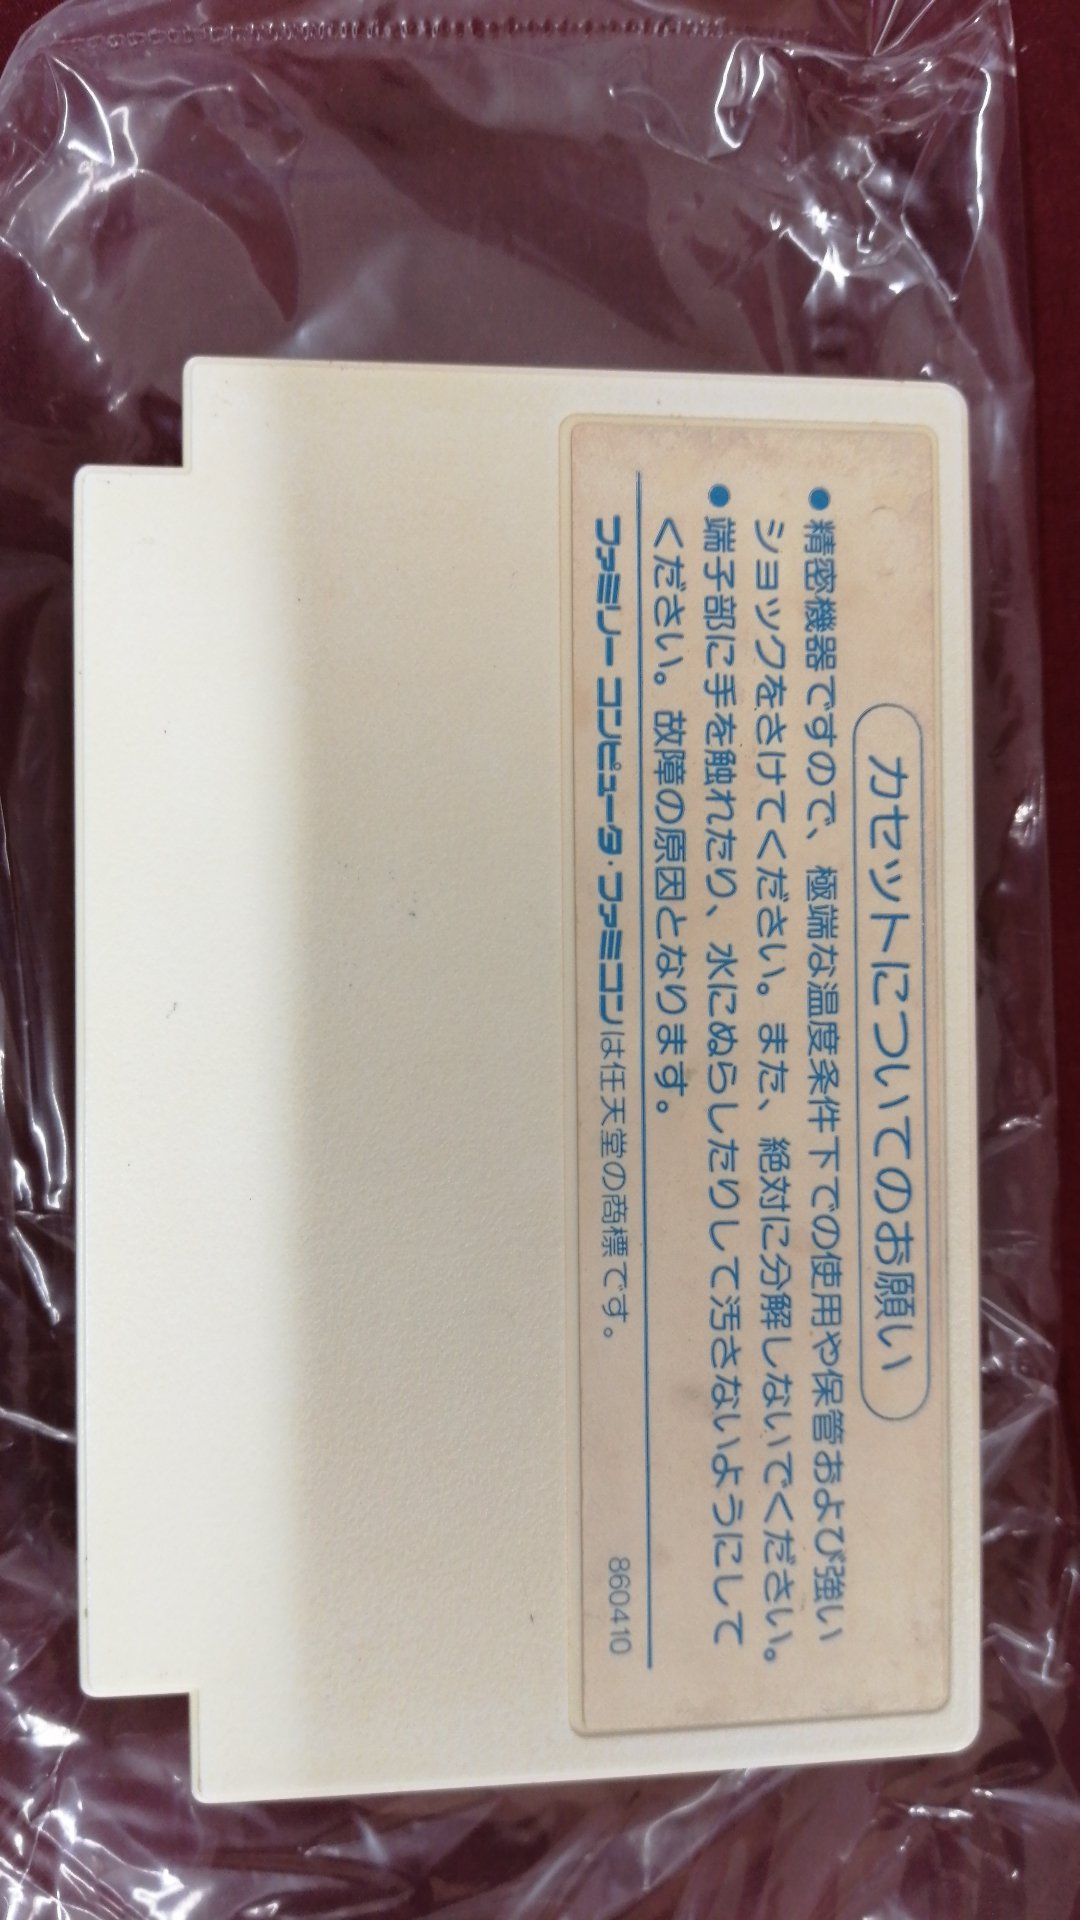 カセットについてのお願い
●精密機器ですので、極端な温度条件下での使用や保管および強い
ショックをさけてください。また、絶対に分解しないでください。
●端子部に手を触れたり、水にぬらしたりして汚さないようにして
ください。故障の原因となります。
ファミリー コンピュータ・ファミコンは任天堂の商標です。
860410